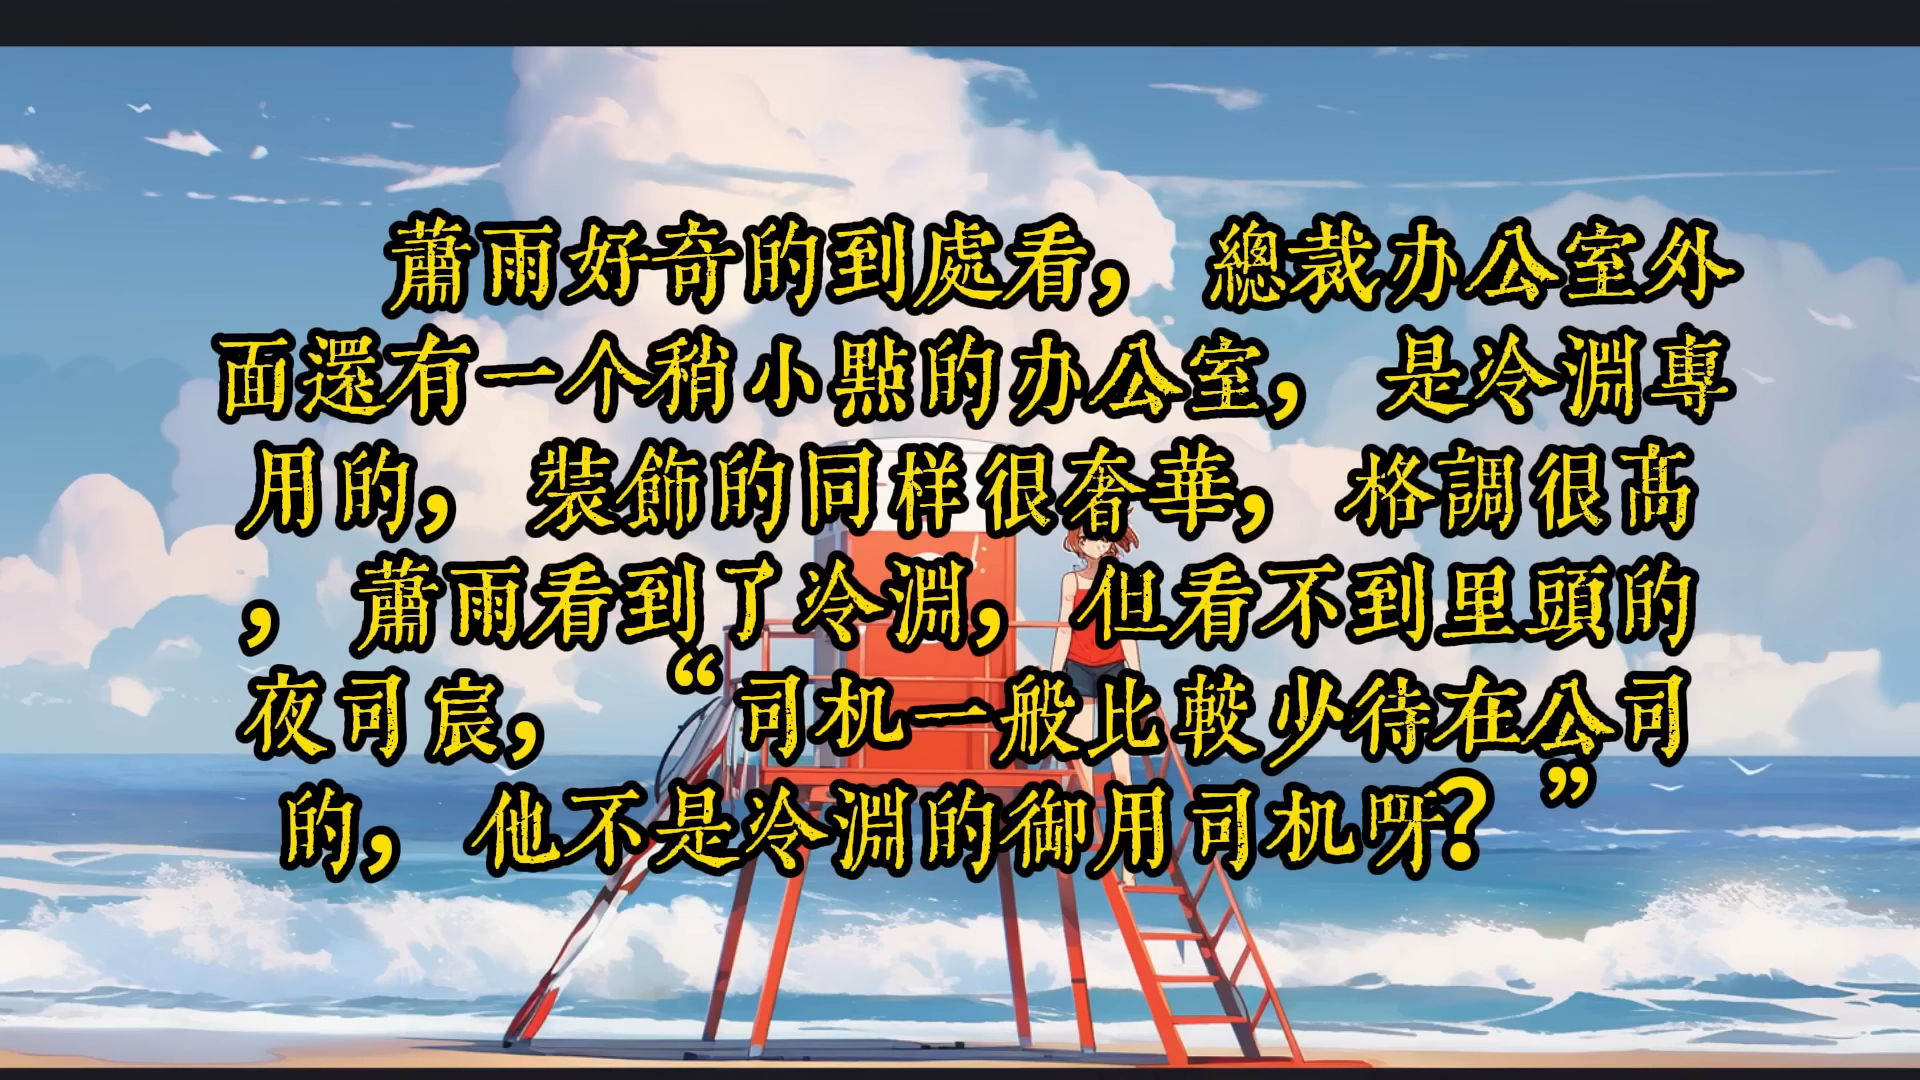 蕭雨好奇的到處看，總裁办公室外
面還有一个稍小點的办公室，是冷淵專
用的，裝飾的同样很奢華，格調很高
，蕭雨看到了冷淵，但看不到里頭的
夜司宸，“司机一般比較少待在公司
的，他不是冷淵的御用司机呀？”